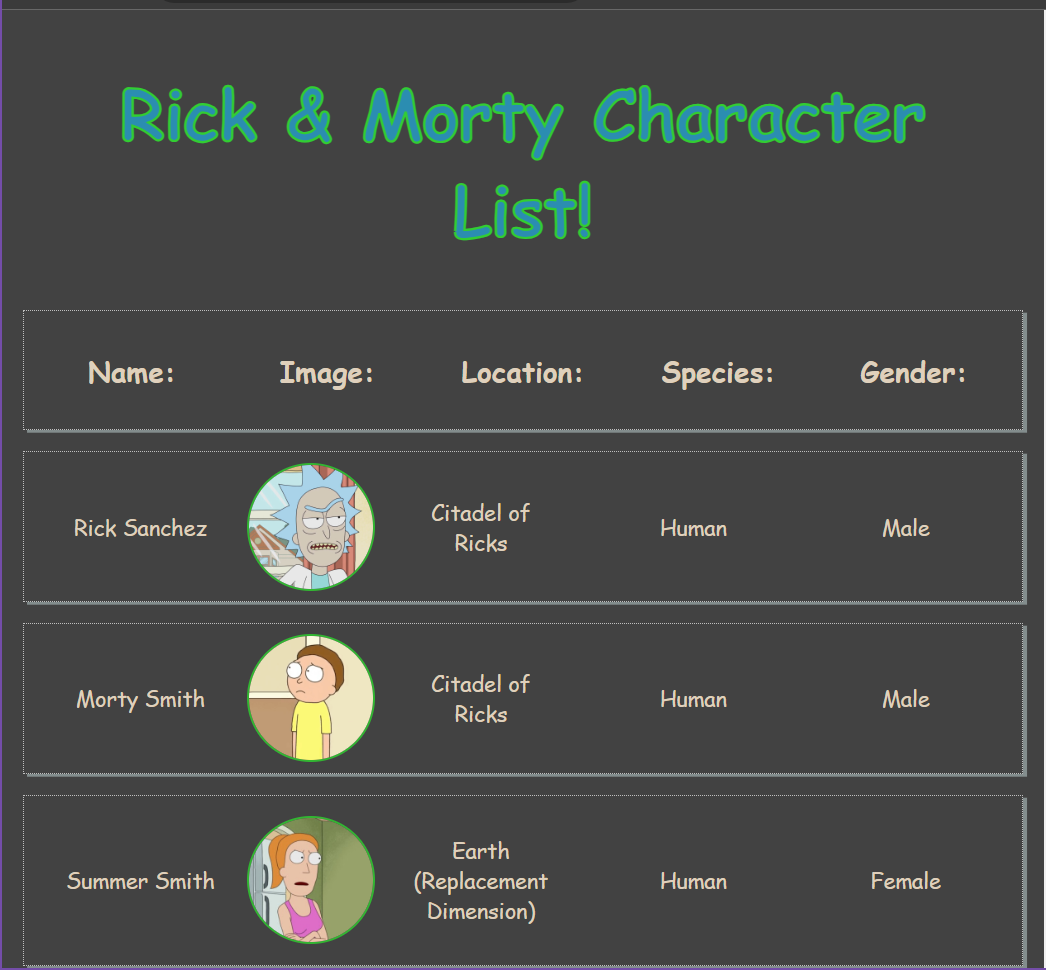 Rick & Morty Character
List!
Name: Image: Location: Species: Gender:
Rick Sanchez Citadel of Ricks Human Male
Morty Smith Citadel of Ricks Human Male
Summer Smith Earth (Replacement Dimension) Human Female